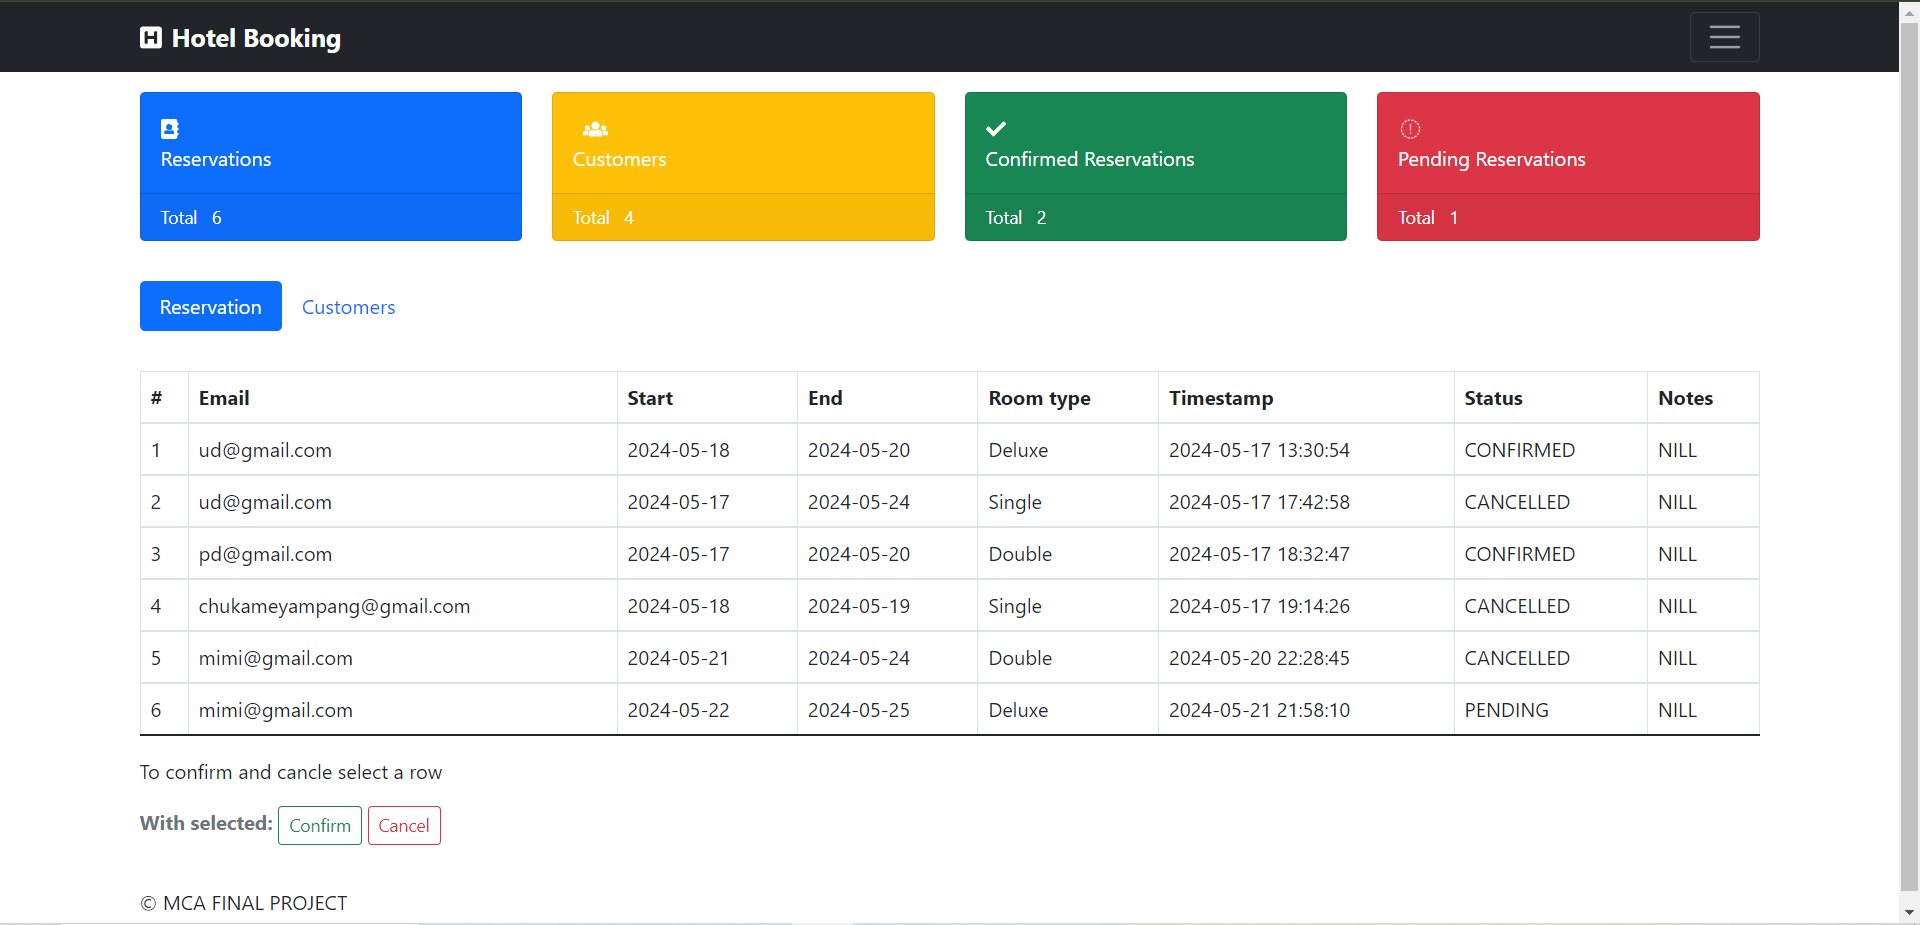 H Hotel Booking
Reservations
Total 6
Customers
Total 4
Confirmed Reservations
Total 2
Pending Reservations
Total 1
Reservation Customers
# Email Start End Room type Timestamp Status Notes
1 ud@gmail.com 2024-05-18 2024-05-20 Deluxe 2024-05-17 13:30:54 CONFIRMED NILL
2 ud@gmail.com 2024-05-17 2024-05-24 Single 2024-05-17 17:42:58 CANCELLED NILL
3 pd@gmail.com 2024-05-17 2024-05-20 Double 2024-05-17 18:32:47 CONFIRMED NILL
4 chukameyampang@gmail.com 2024-05-18 2024-05-19 Single 2024-05-17 19:14:26 CANCELLED NILL
5 mimi@gmail.com 2024-05-21 2024-05-24 Double 2024-05-20 22:28:45 CANCELLED NILL
6 mimi@gmail.com 2024-05-22 2024-05-25 Deluxe 2024-05-21 21:58:10 PENDING NILL
To confirm and cancle select a row
With selected: Confirm Cancel
© MCA FINAL PROJECT